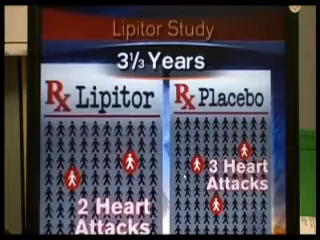 Lipitor Study
3⅓ Years
Rx Lipitor
2 Heart
Attacks
Rx Placebo
3 Heart
Attacks